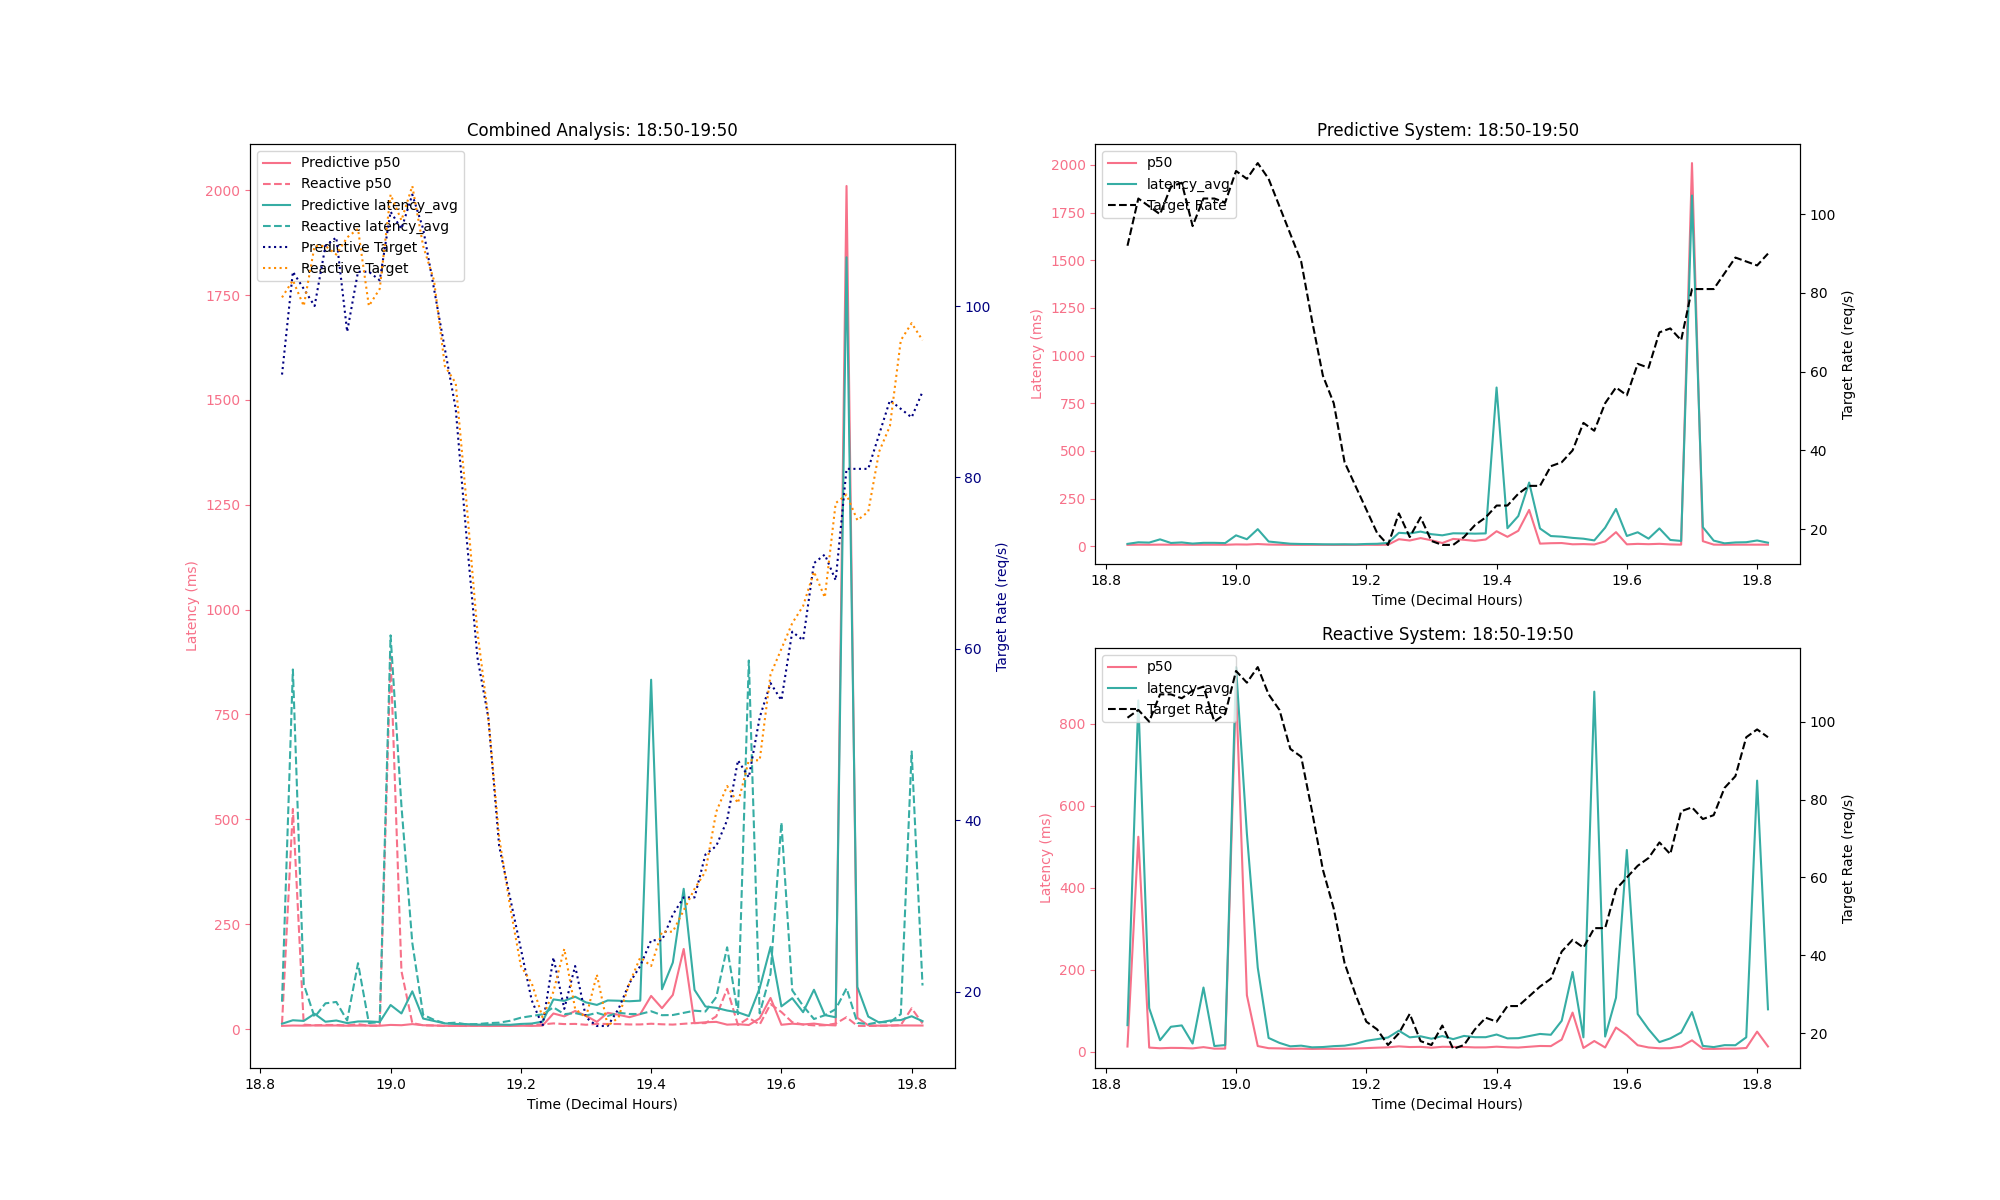 Combined Analysis: 18:50-19:50
Predictive p50
Reactive p50
Predictive latency_avg
Reactive latency_avg
Predictive Target
Reactive Target
2000
1750
1500
1250
1000
750
500
250
0
Latency (ms)
100
80
60
40
20
Target Rate (req/s)
18.8 19.0 19.2 19.4 19.6 19.8
Time (Decimal Hours)
Predictive System: 18:50-19:50
p50
latency_avg
Target Rate
2000
1750
1500
1250
1000
750
500
250
0
Latency (ms)
100
80
60
40
20
Target Rate (req/s)
18.8 19.0 19.2 19.4 19.6 19.8
Time (Decimal Hours)
Reactive System: 18:50-19:50
p50
latency_avg
Target Rate
800
600
400
200
0
Latency (ms)
100
80
60
40
20
Target Rate (req/s)
18.8 19.0 19.2 19.4 19.6 19.8
Time (Decimal Hours)